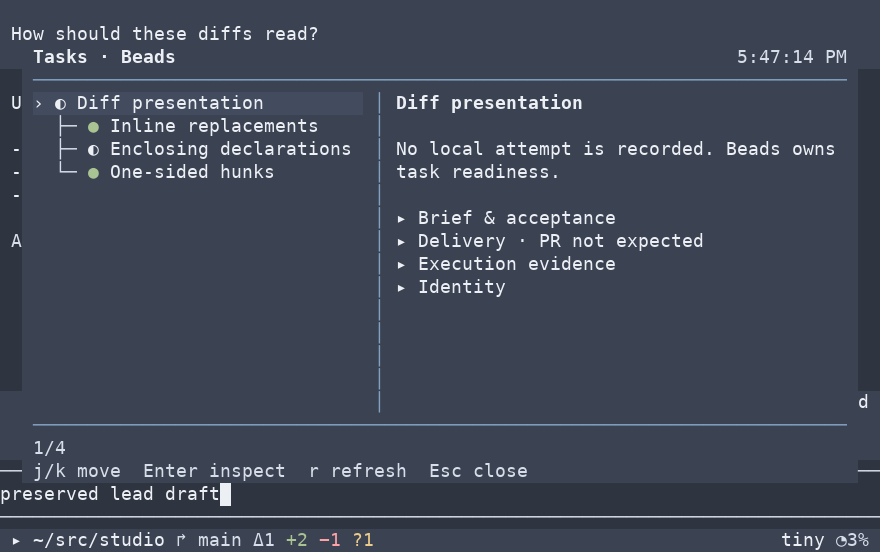 How should these diffs read?
Tasks · Beads 5:47:14 PM
U › ◐ Diff presentation │ Diff presentation
├─ ● Inline replacements
- ├─ ◐ Enclosing declarations │ No local attempt is recorded. Beads owns
- └─ ● One-sided hunks │ task readiness.
-
▸ Brief & acceptance
A ▸ Delivery · PR not expected
▸ Execution evidence
▸ Identity
d
1/4
j/k move Enter inspect r refresh Esc close
preserved lead draft
▸ ~/src/studio ↱ main Δ1 +2 −1 ?1 tiny ◔3%